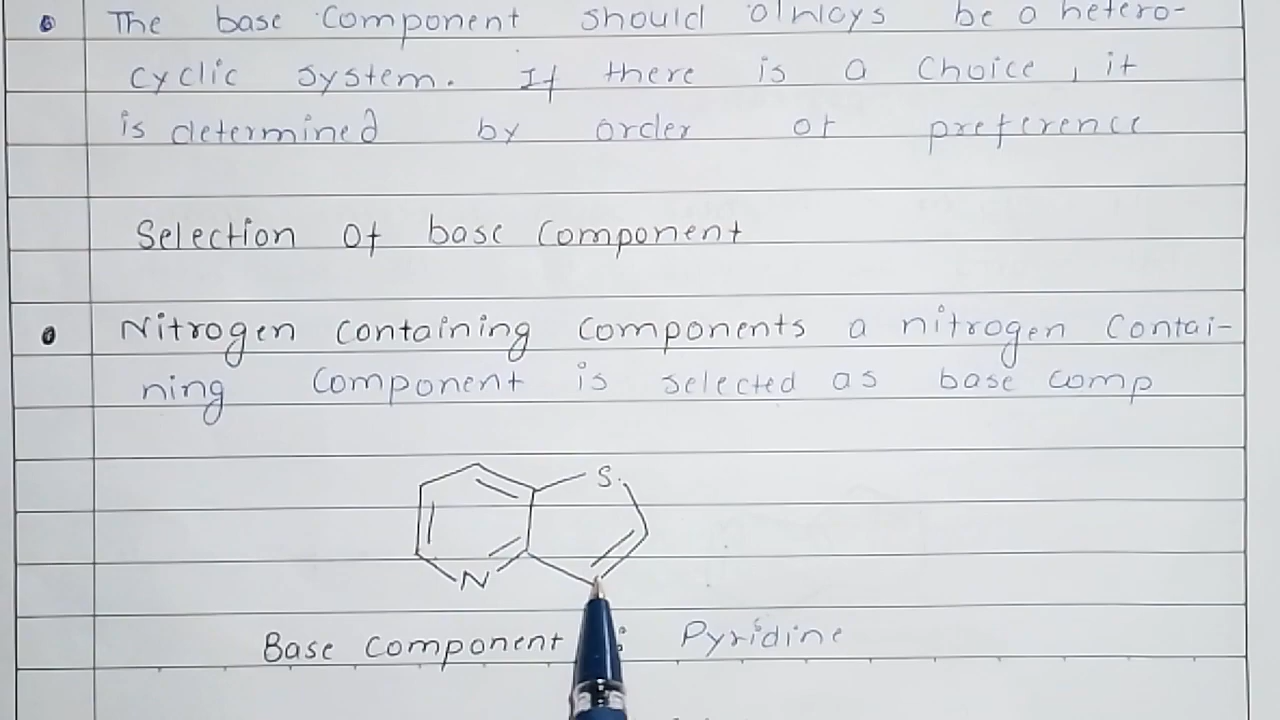 The base component should always be a hetero-
cyclic system. If there is a choice, it
is determined by order of preference
Selection of base component
Nitrogen containing components a nitrogen contai-
ning component is selected as base comp
S
N
Base component : Pyridine